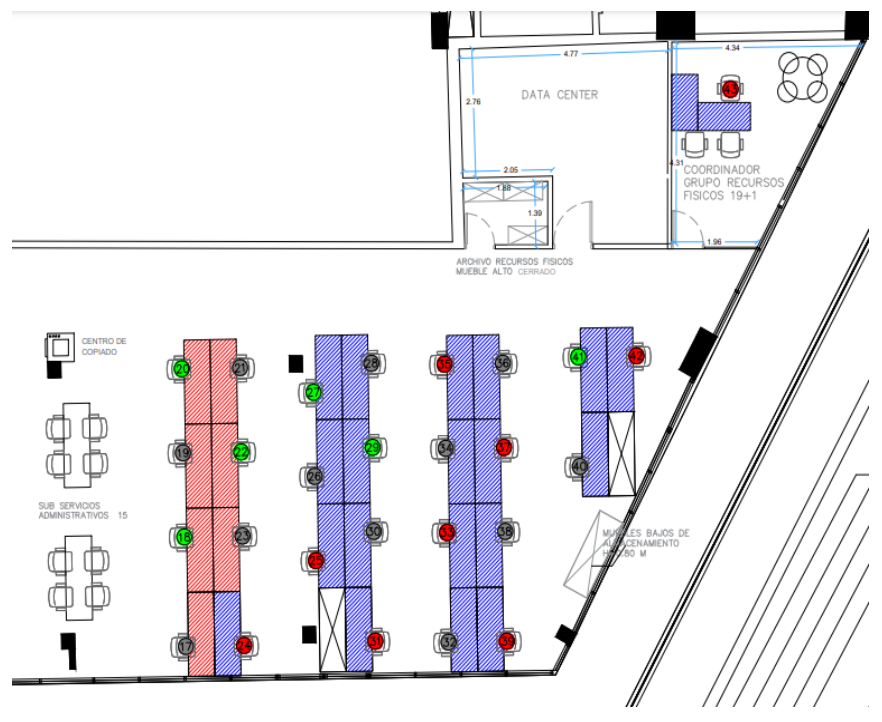 4.77
4.34
2.76
DATA CENTER
43
2.05
1.88
1.39
4.31
COORDINADOR
GRUPO RECURSOS
FISICOS 19+1
1.96
ARCHIVO RECURSOS FISICOS
MUEBLE ALTO CERRADO
CENTRO DE
COPIADO
20
21
28
35
36
41
42
27
19
22
29
34
37
26
40
SUB SERVICIOS
ADMINISTRATIVOS 15
18
23
30
33
38
25
MUEBLES BAJOS DE
ALMACENAMIENTO
80 M
17
24
31
32
39